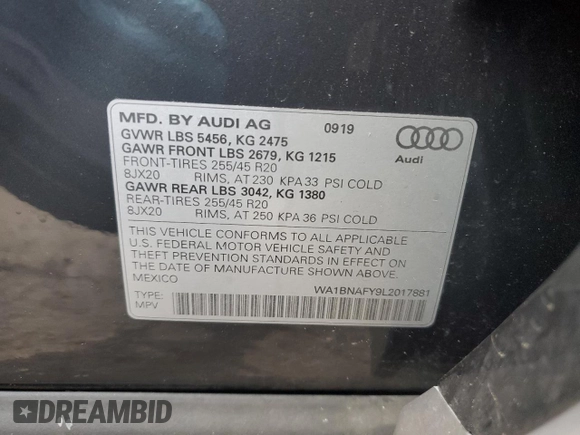 MFD. BY AUDI AG 0919
GVWR LBS 5456, KG 2475
GAWR FRONT LBS 2679, KG 1215
FRONT-TIRES 255/45 R20
8JX20 RIMS, AT 230 KPA 33 PSI COLD
GAWR REAR LBS 3042, KG 1380
REAR-TIRES 255/45 R20
8JX20 RIMS, AT 250 KPA 36 PSI COLD
Audi
THIS VEHICLE CONFORMS TO ALL APPLICABLE
U.S. FEDERAL MOTOR VEHICLE SAFETY AND
THEFT PREVENTION STANDARDS IN EFFECT ON
THE DATE OF MANUFACTURE SHOWN ABOVE.
MEXICO
WA1BNAFY9L2017881
TYPE:
MPV
DREAMBID